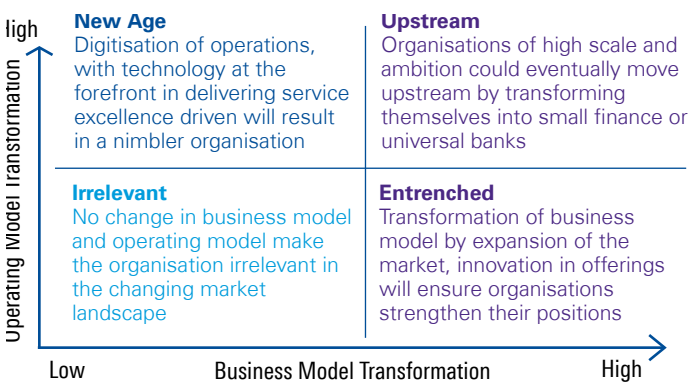 High
Operating Model Transformation
New Age
Digitisation of operations,
with technology at the
forefront in delivering service
excellence driven will result
in a nimbler organisation
Upstream
Organisations of high scale and
ambition could eventually move
upstream by transforming
themselves into small finance or
universal banks
Irrelevant
No change in business model
and operating model make
the organisation irrelevant in
the changing market
landscape
Entrenched
Transformation of business
model by expansion of the
market, innovation in offerings
will ensure organisations
strengthen their positions
Low
Business Model Transformation
High